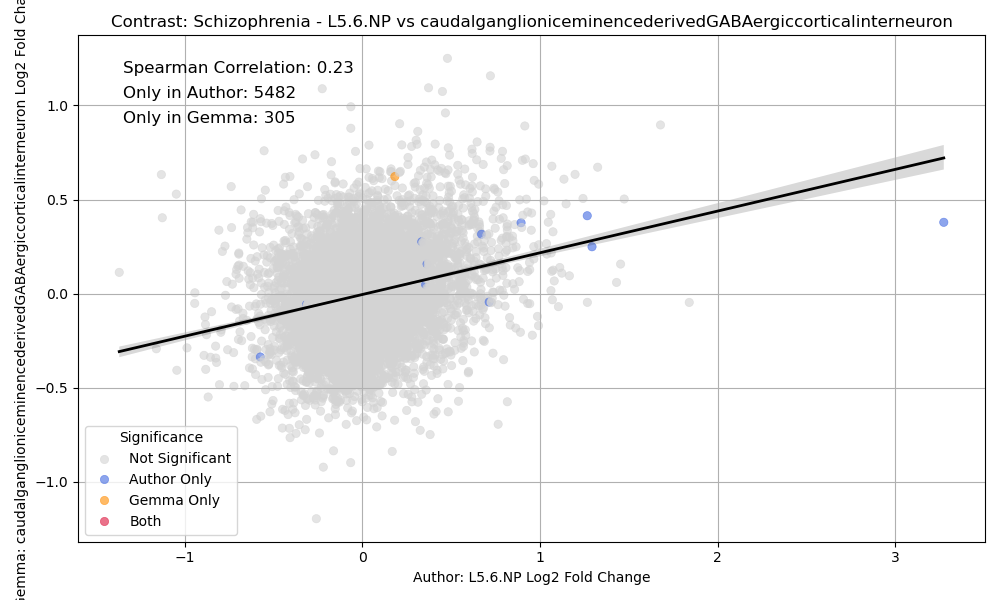 Contrast: Schizophrenia - L5.6.NP vs caudalganglioniceminencederivedGABAergiccorticalinterneuron
Spearman Correlation: 0.23
Only in Author: 5482
Only in Gemma: 305
1.0
0.5
0.0
−0.5
−1.0
Significance
Not Significant
Author Only
Gemma Only
Both
−1
0
1
2
3
Author: L5.6.NP Log2 Fold Change
caudalganglioniceminencederivedGABAergiccorticalinterneuron Log2 Fold